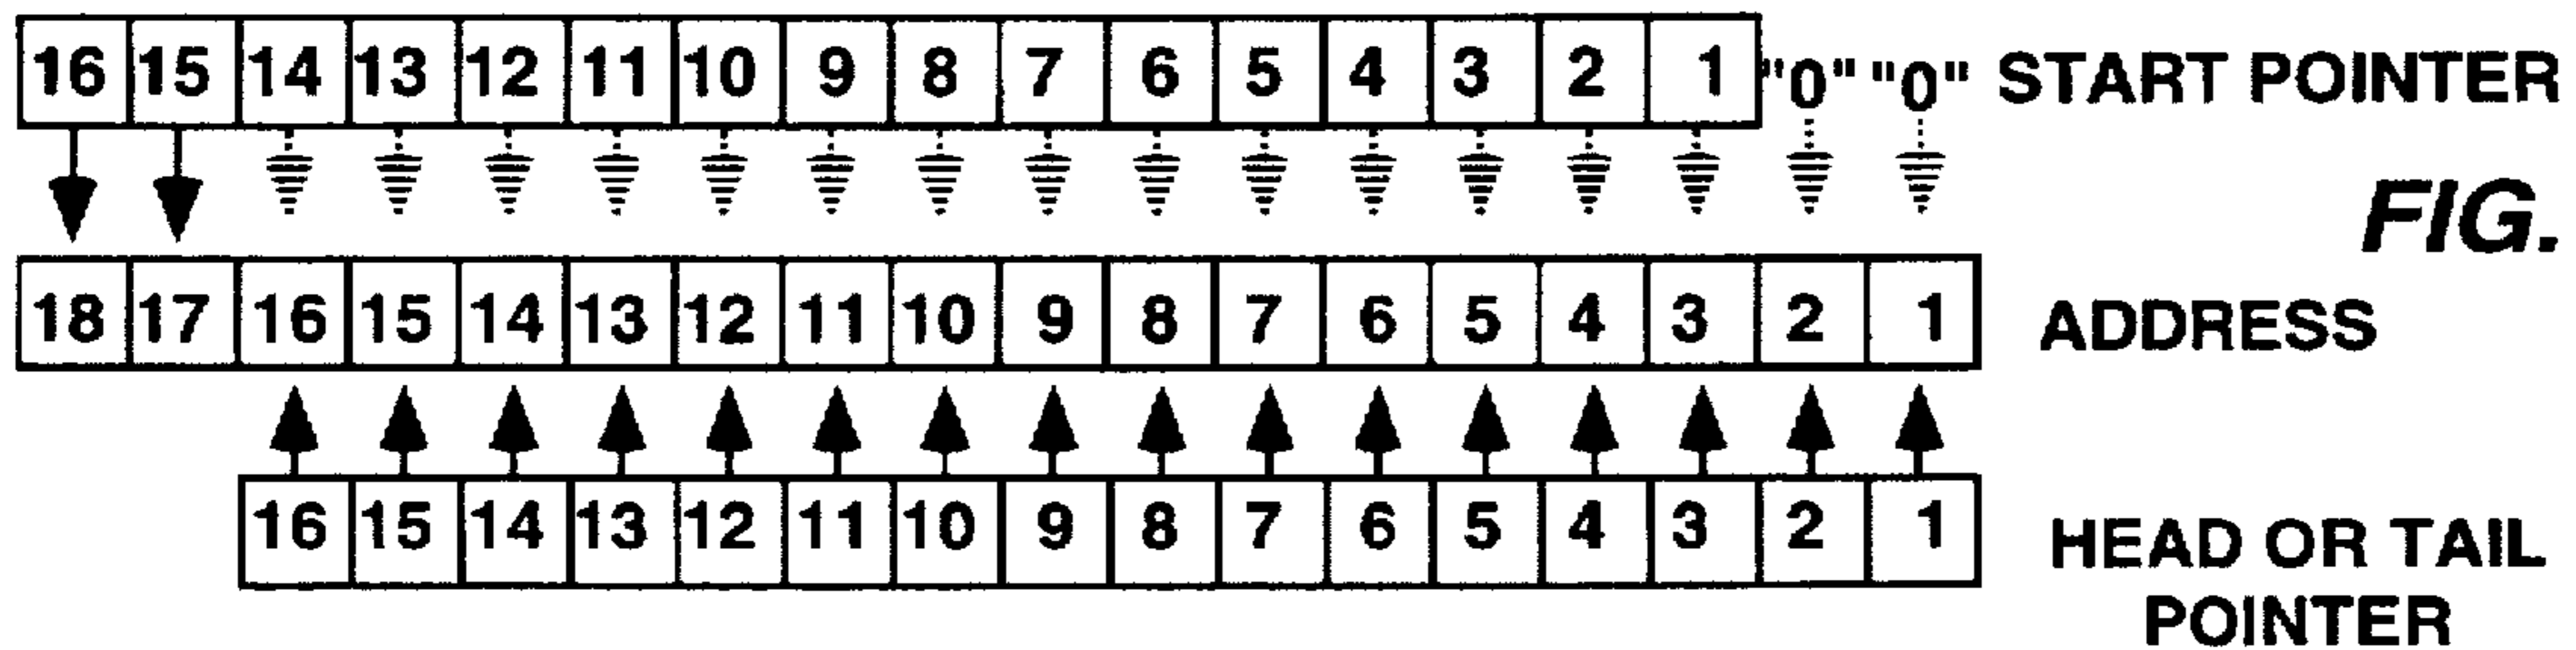 16 15 14 13 12 11 10 9 8 7 6 5 4 3 2 1 "0" "0" START POINTER
FIG.
18 17 16 15 14 13 12 11 10 9 8 7 6 5 4 3 2 1 ADDRESS
16 15 14 13 12 11 10 9 8 7 6 5 4 3 2 1 HEAD OR TAIL
POINTER